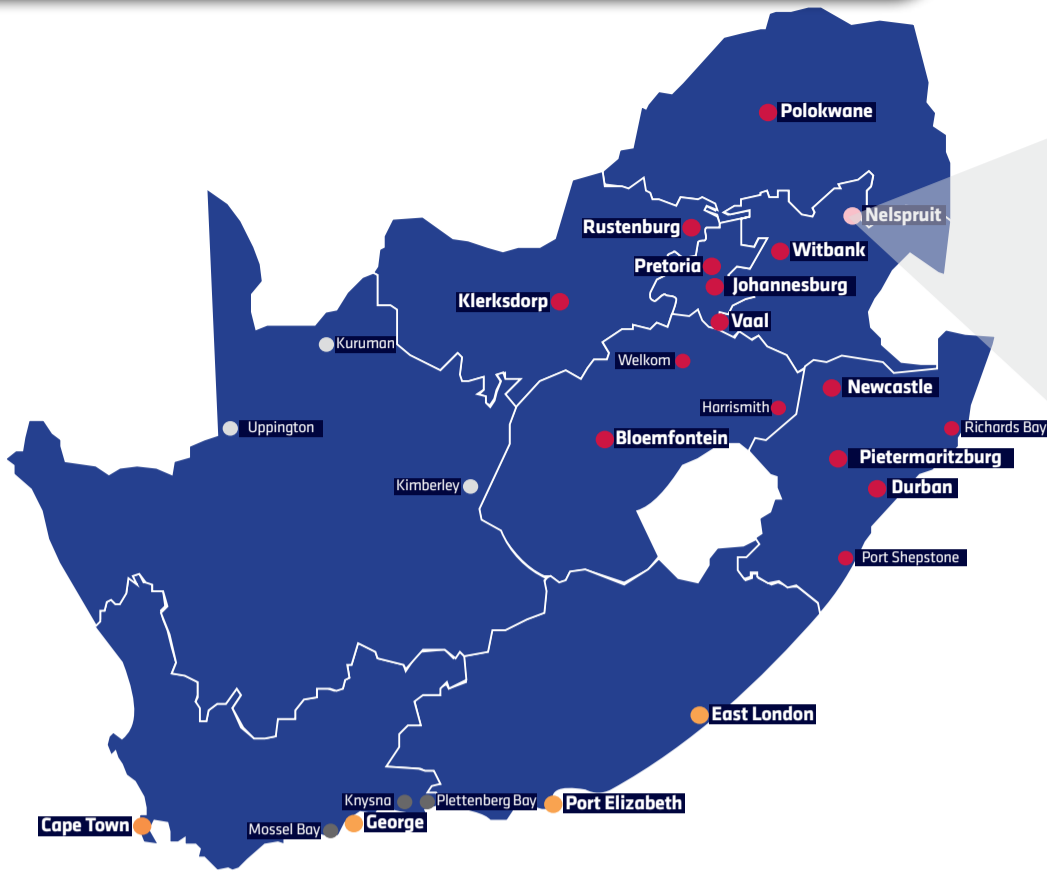 Polokwane
Nelspruit
Rustenburg
Witbank
Pretoria
Johannesburg
Klerksdorp
Vaal
Kuruman
Welkom
Newcastle
Harrismith
Uppington
Richards Bay
Bloemfontein
Pietermaritzburg
Kimberley
Durban
Port Shepstone
East London
Knysna
Plettenberg Bay
Port Elizabeth
Cape Town
Mossel Bay
George